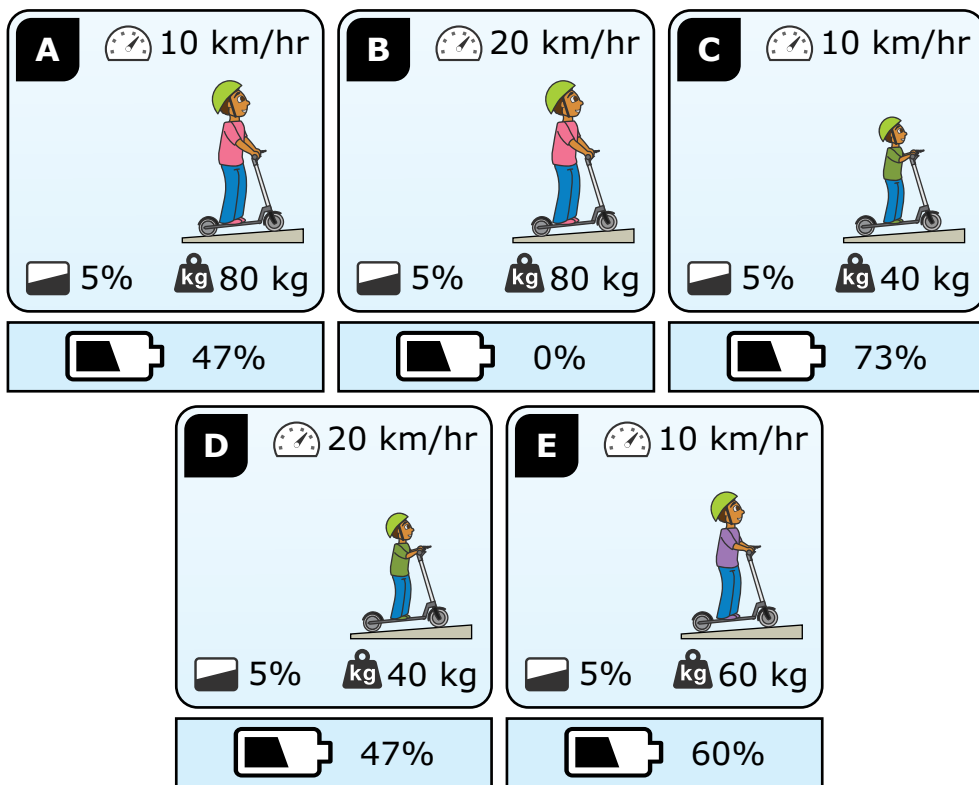 A 10 km/hr
5% kg 80 kg
47%
B 20 km/hr
5% kg 80 kg
0%
C 10 km/hr
5% kg 40 kg
73%
D 20 km/hr
5% kg 40 kg
47%
E 10 km/hr
5% kg 60 kg
60%